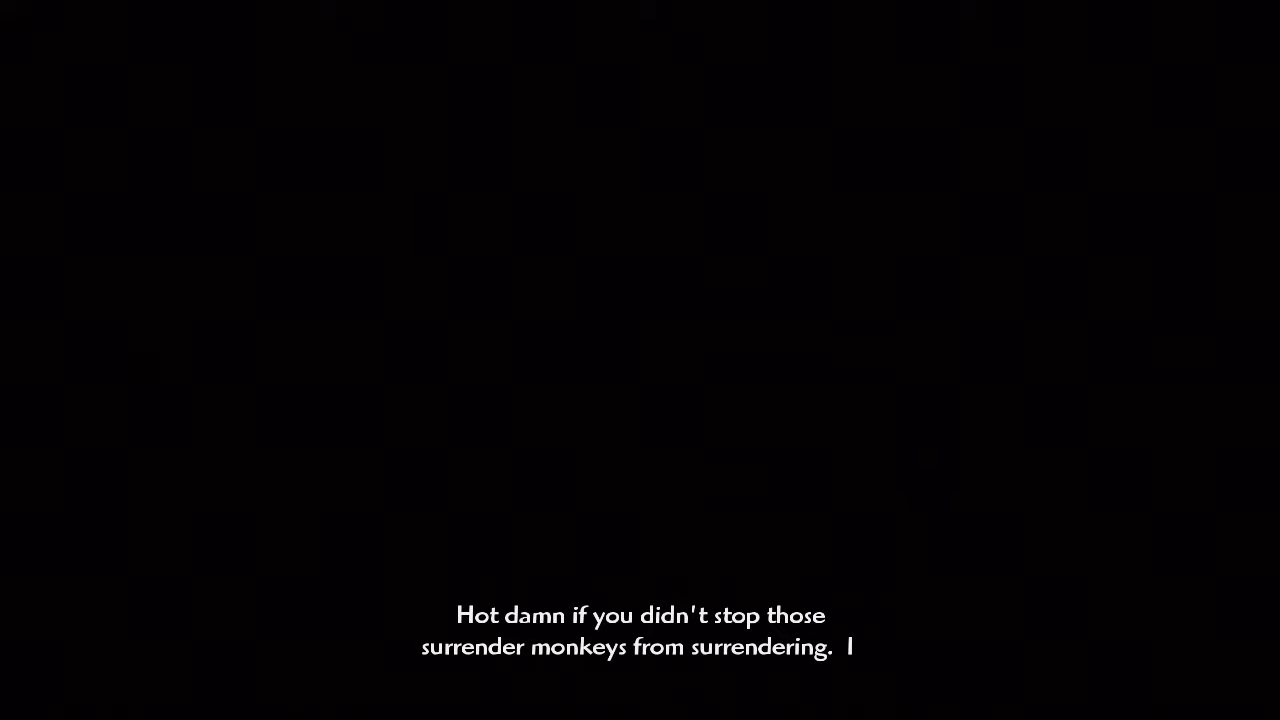 Hot damn if you didn't stop those
surrender monkeys from surrendering.  I